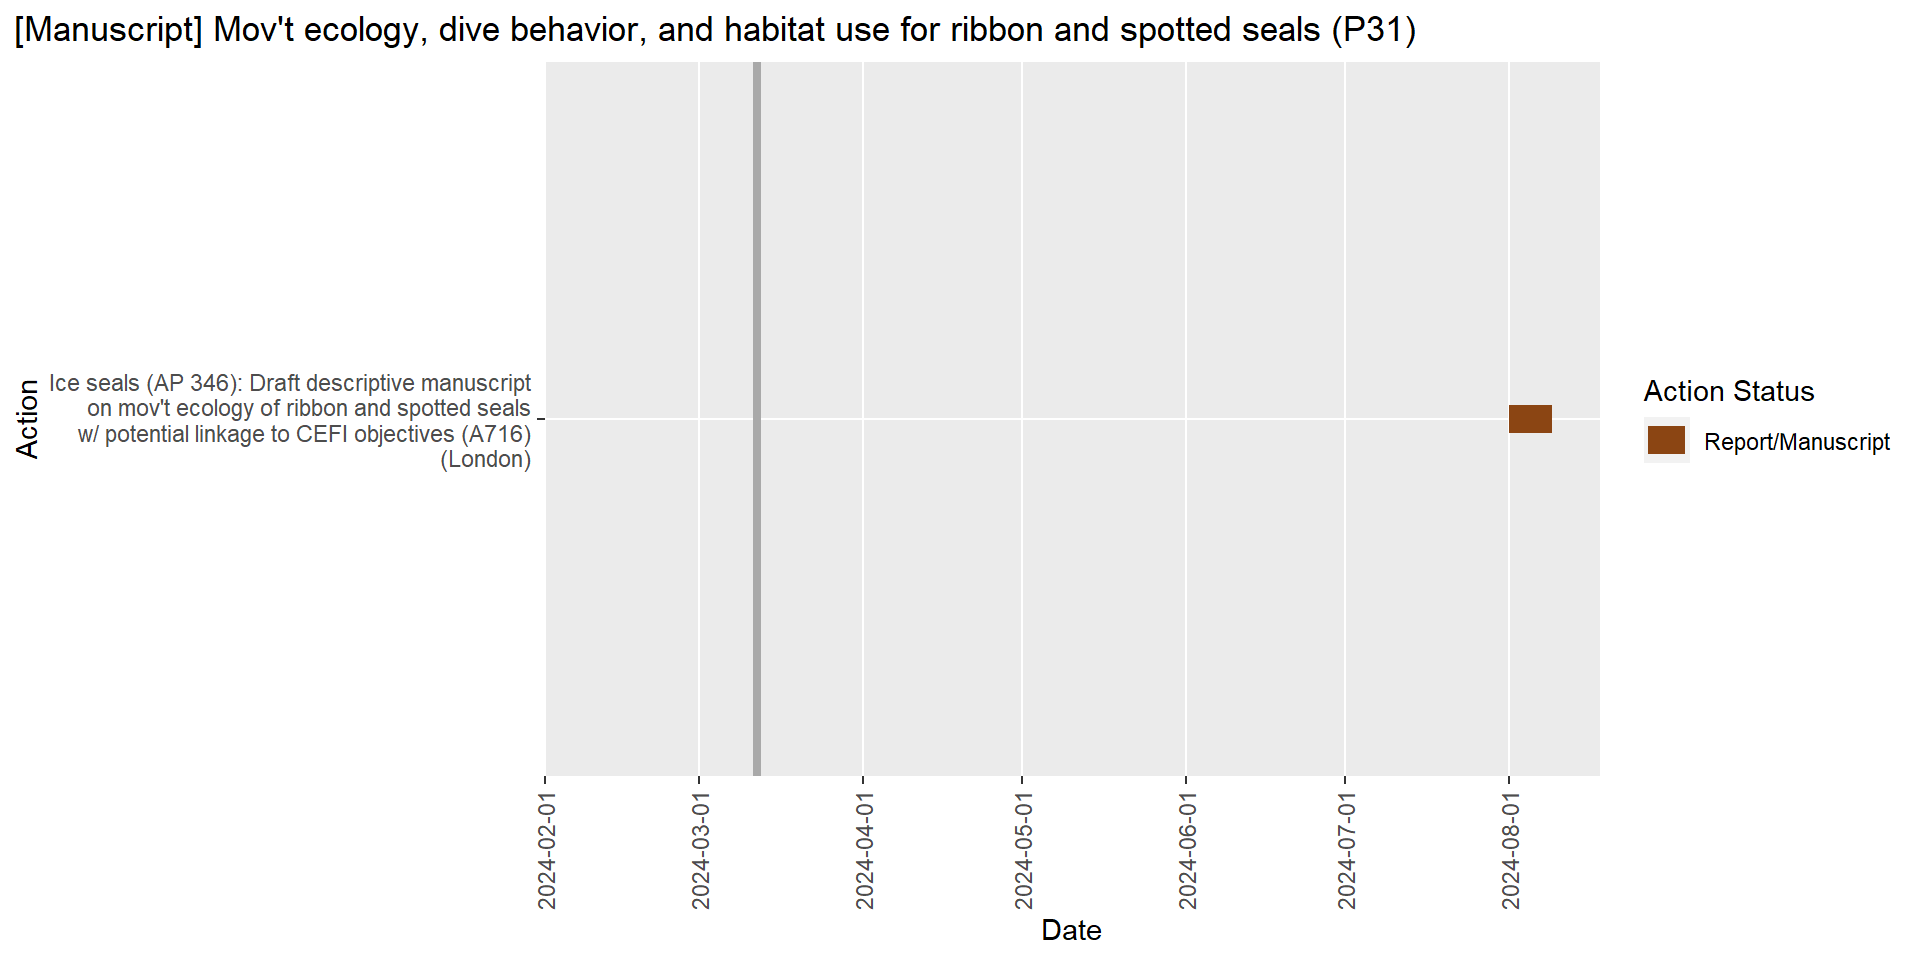 [Manuscript] Mov't ecology, dive behavior, and habitat use for ribbon and spotted seals (P31)
Action
Ice seals (AP 346): Draft descriptive manuscript
on mov't ecology of ribbon and spotted seals
w/ potential linkage to CEFI objectives (A716)
(London)
Action Status
Report/Manuscript
2024-02-01
2024-03-01
2024-04-01
2024-05-01
2024-06-01
2024-07-01
2024-08-01
Date